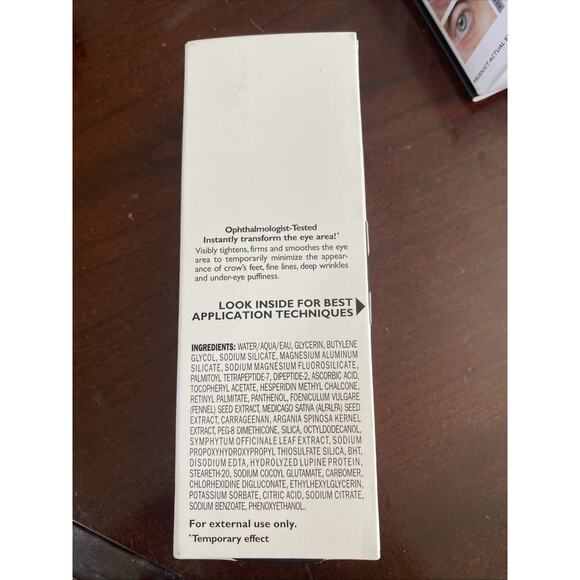 Ophthalmologist-Tested
Instantly transform the eye area!*
Visibly tightens, firms and smoothes the eye
area to temporarily minimize the appear-
ance of crow's feet, fine lines, deep wrinkles
and under-eye puffiness.
LOOK INSIDE FOR BEST
APPLICATION TECHNIQUES
INGREDIENTS: WATER/AQUA/EAU, GLYCERIN, BUTYLENE
GLYCOL, SODIUM SILICATE, MAGNESIUM ALUMINUM
SILICATE, SODIUM MAGNESIUM FLUOROSILICATE,
PALMITOYL TETRAPEPTIDE-7, DIPEPTIDE-2, ASCORBIC ACID,
TOCOPHERYL ACETATE, HESPERIDIN METHYL CHALCONE,
RETINYL PALMITATE, PANTHENOL, FOENICULUM VULGARE
(FENNEL) SEED EXTRACT, MEDICAGO SATIVA (ALFALFA) SEED
EXTRACT, CARRAGEENAN, ARGANIA SPINOSA KERNEL
EXTRACT, PEG-8 DIMETHICONE, SILICA, OCTYLDODECANOL,
SYMPHYTUM OFFICINALE LEAF EXTRACT, SODIUM
PROPOXYHYDROXYPROPYL THIOSULFATE SILICA, BHT,
DISODIUM EDTA, HYDROLYZED LUPINE PROTEIN,
STEARETH-20, SODIUM COCOYL GLUTAMATE, CARBOMER,
CHLORHEXIDINE DIGLUCONATE, ETHYLHEXYLGLYCERIN,
POTASSIUM SORBATE, CITRIC ACID, SODIUM CITRATE,
SODIUM BENZOATE, PHENOXYETHANOL.
For external use only.
*Temporary effect
PRODUCT ACTUAL